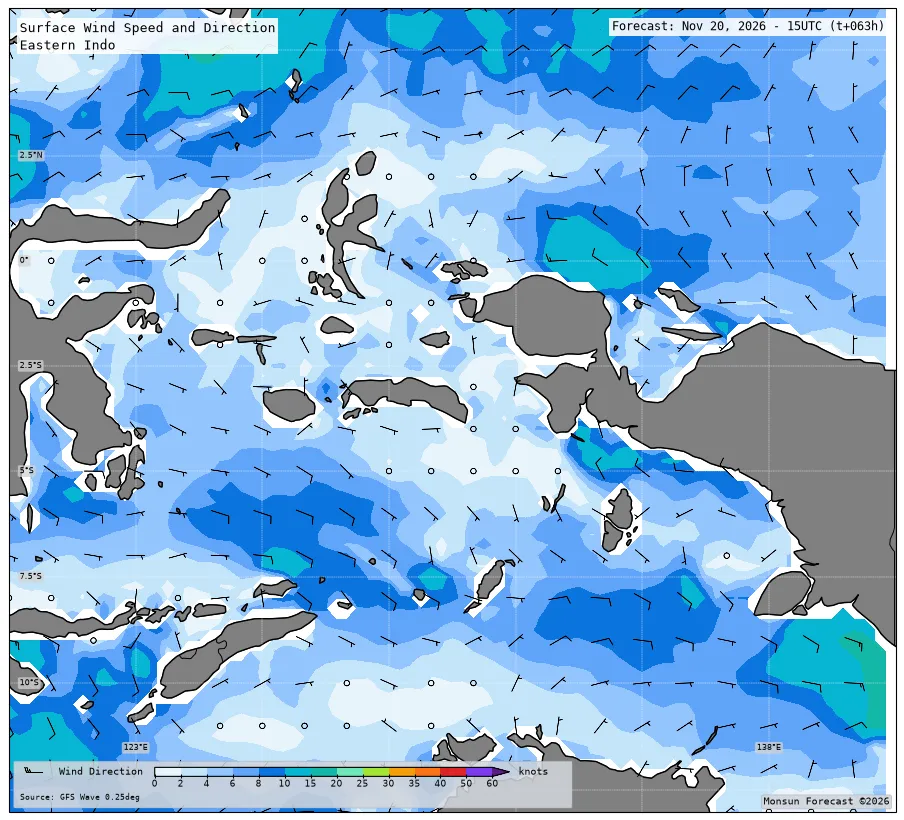 Surface Wind Speed and Direction
Eastern Indo
Forecast: Nov 20, 2026 - 15UTC (t+063h)
2.5°N
0°
2.5°S
5°S
7.5°S
10°S
123°E
138°E
Wind Direction
knots
0 2 4 6 8 10 15 20 25 30 35 40 50 60
Source: GFS Wave 0.25deg
Monsun Forecast ©2026